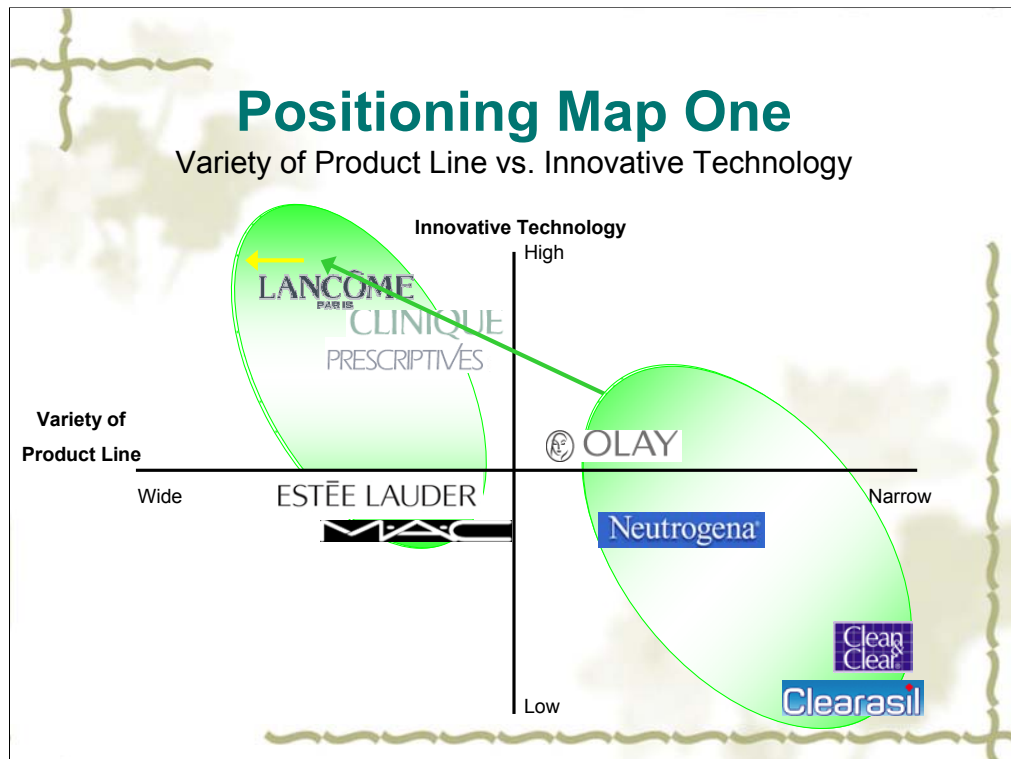 Positioning Map One
Variety of Product Line vs. Innovative Technology
Innovative Technology
High
LANCÔME
PARIS
CLINIQUE
PRESCRIPTIVES
Variety of
Product Line
OLAY
Wide
Narrow
ESTĒE LAUDER
MAC
Neutrogena®
Clean
&
Clear®
Clearasil
Low